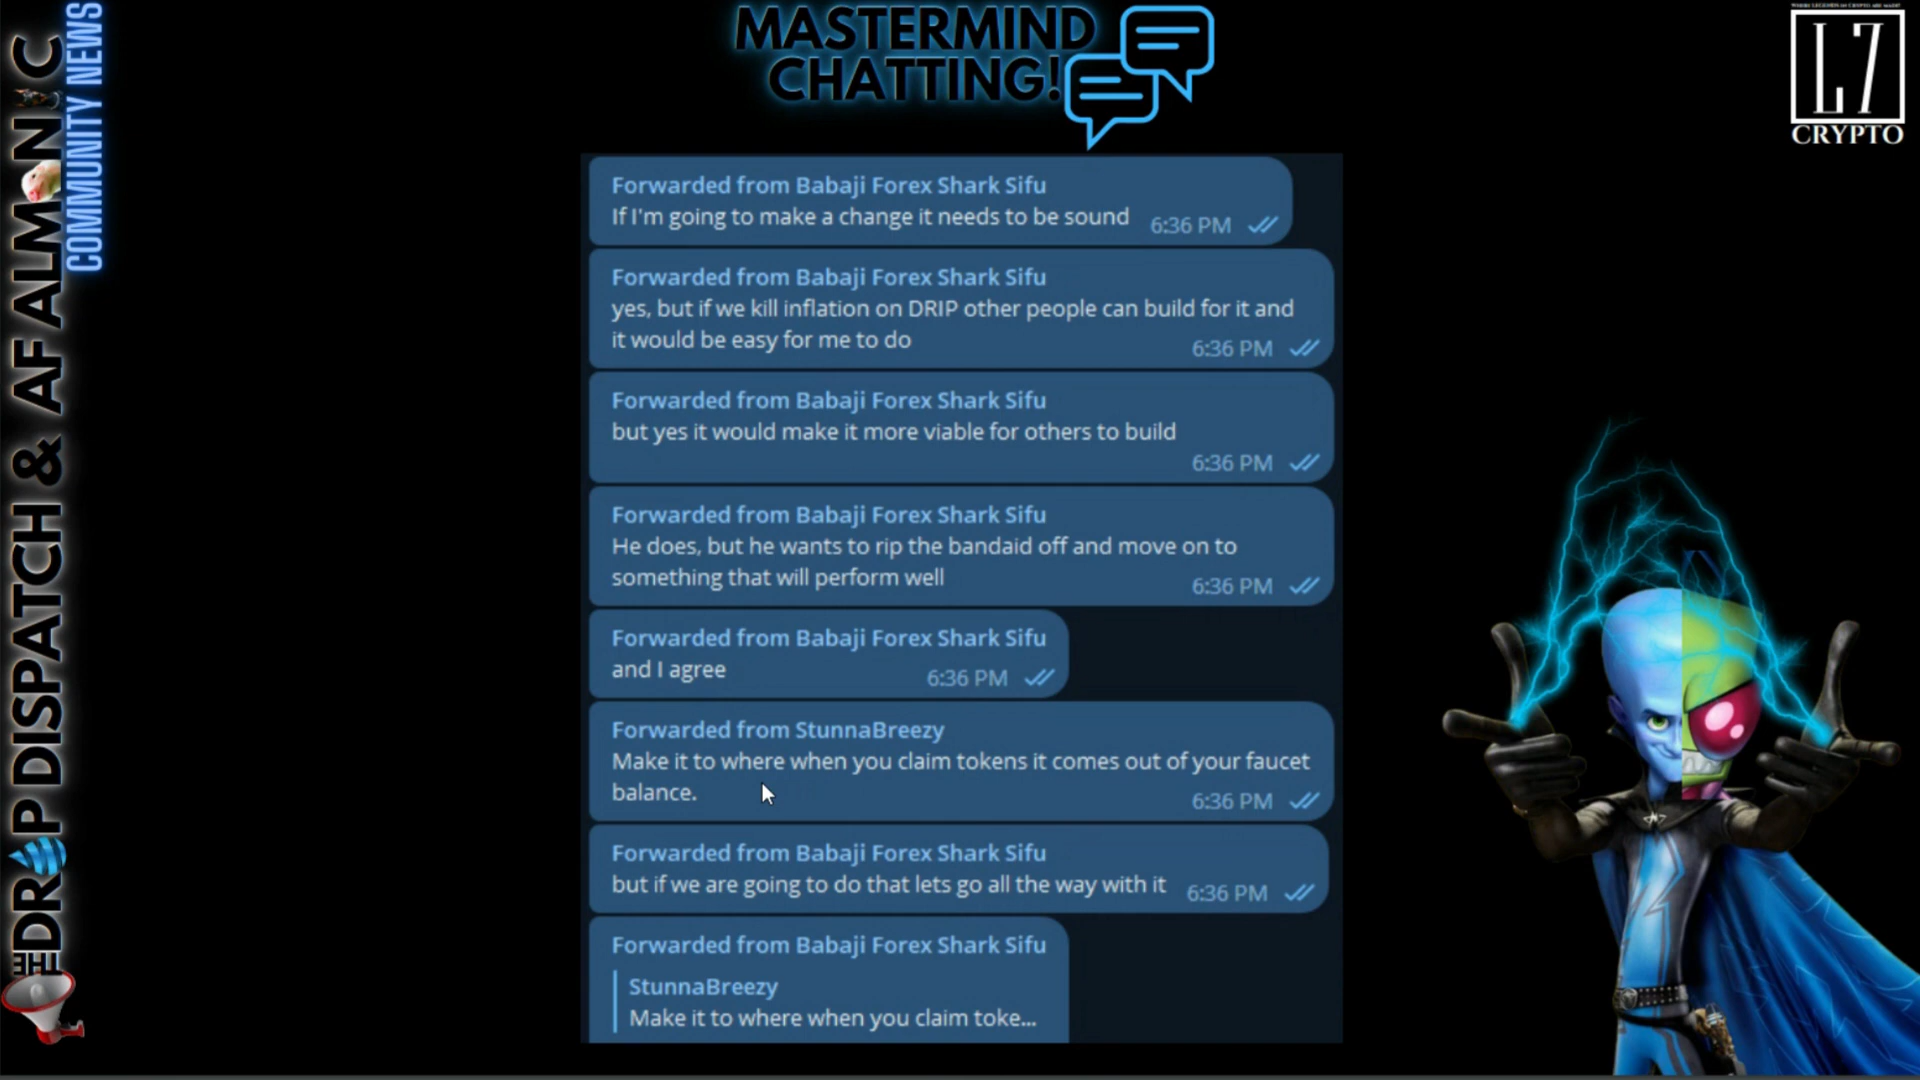 MASTERMIND
CHATTING!
THE DRIP DISPATCH & AF ALMANIC
COMMUNITY NEWS
L7
CRYPTO
Forwarded from Babaji Forex Shark Sifu
If I'm going to make a change it needs to be sound 6:36 PM
Forwarded from Babaji Forex Shark Sifu
yes, but if we kill inflation on DRIP other people can build for it and
it would be easy for me to do 6:36 PM
Forwarded from Babaji Forex Shark Sifu
but yes it would make it more viable for others to build
6:36 PM
Forwarded from Babaji Forex Shark Sifu
He does, but he wants to rip the bandaid off and move on to
something that will perform well 6:36 PM
Forwarded from Babaji Forex Shark Sifu
and I agree 6:36 PM
Forwarded from StunnaBreezy
Make it to where when you claim tokens it comes out of your faucet
balance. 6:36 PM
Forwarded from Babaji Forex Shark Sifu
but if we are going to do that lets go all the way with it 6:36 PM
Forwarded from Babaji Forex Shark Sifu
StunnaBreezy
Make it to where when you claim toke...